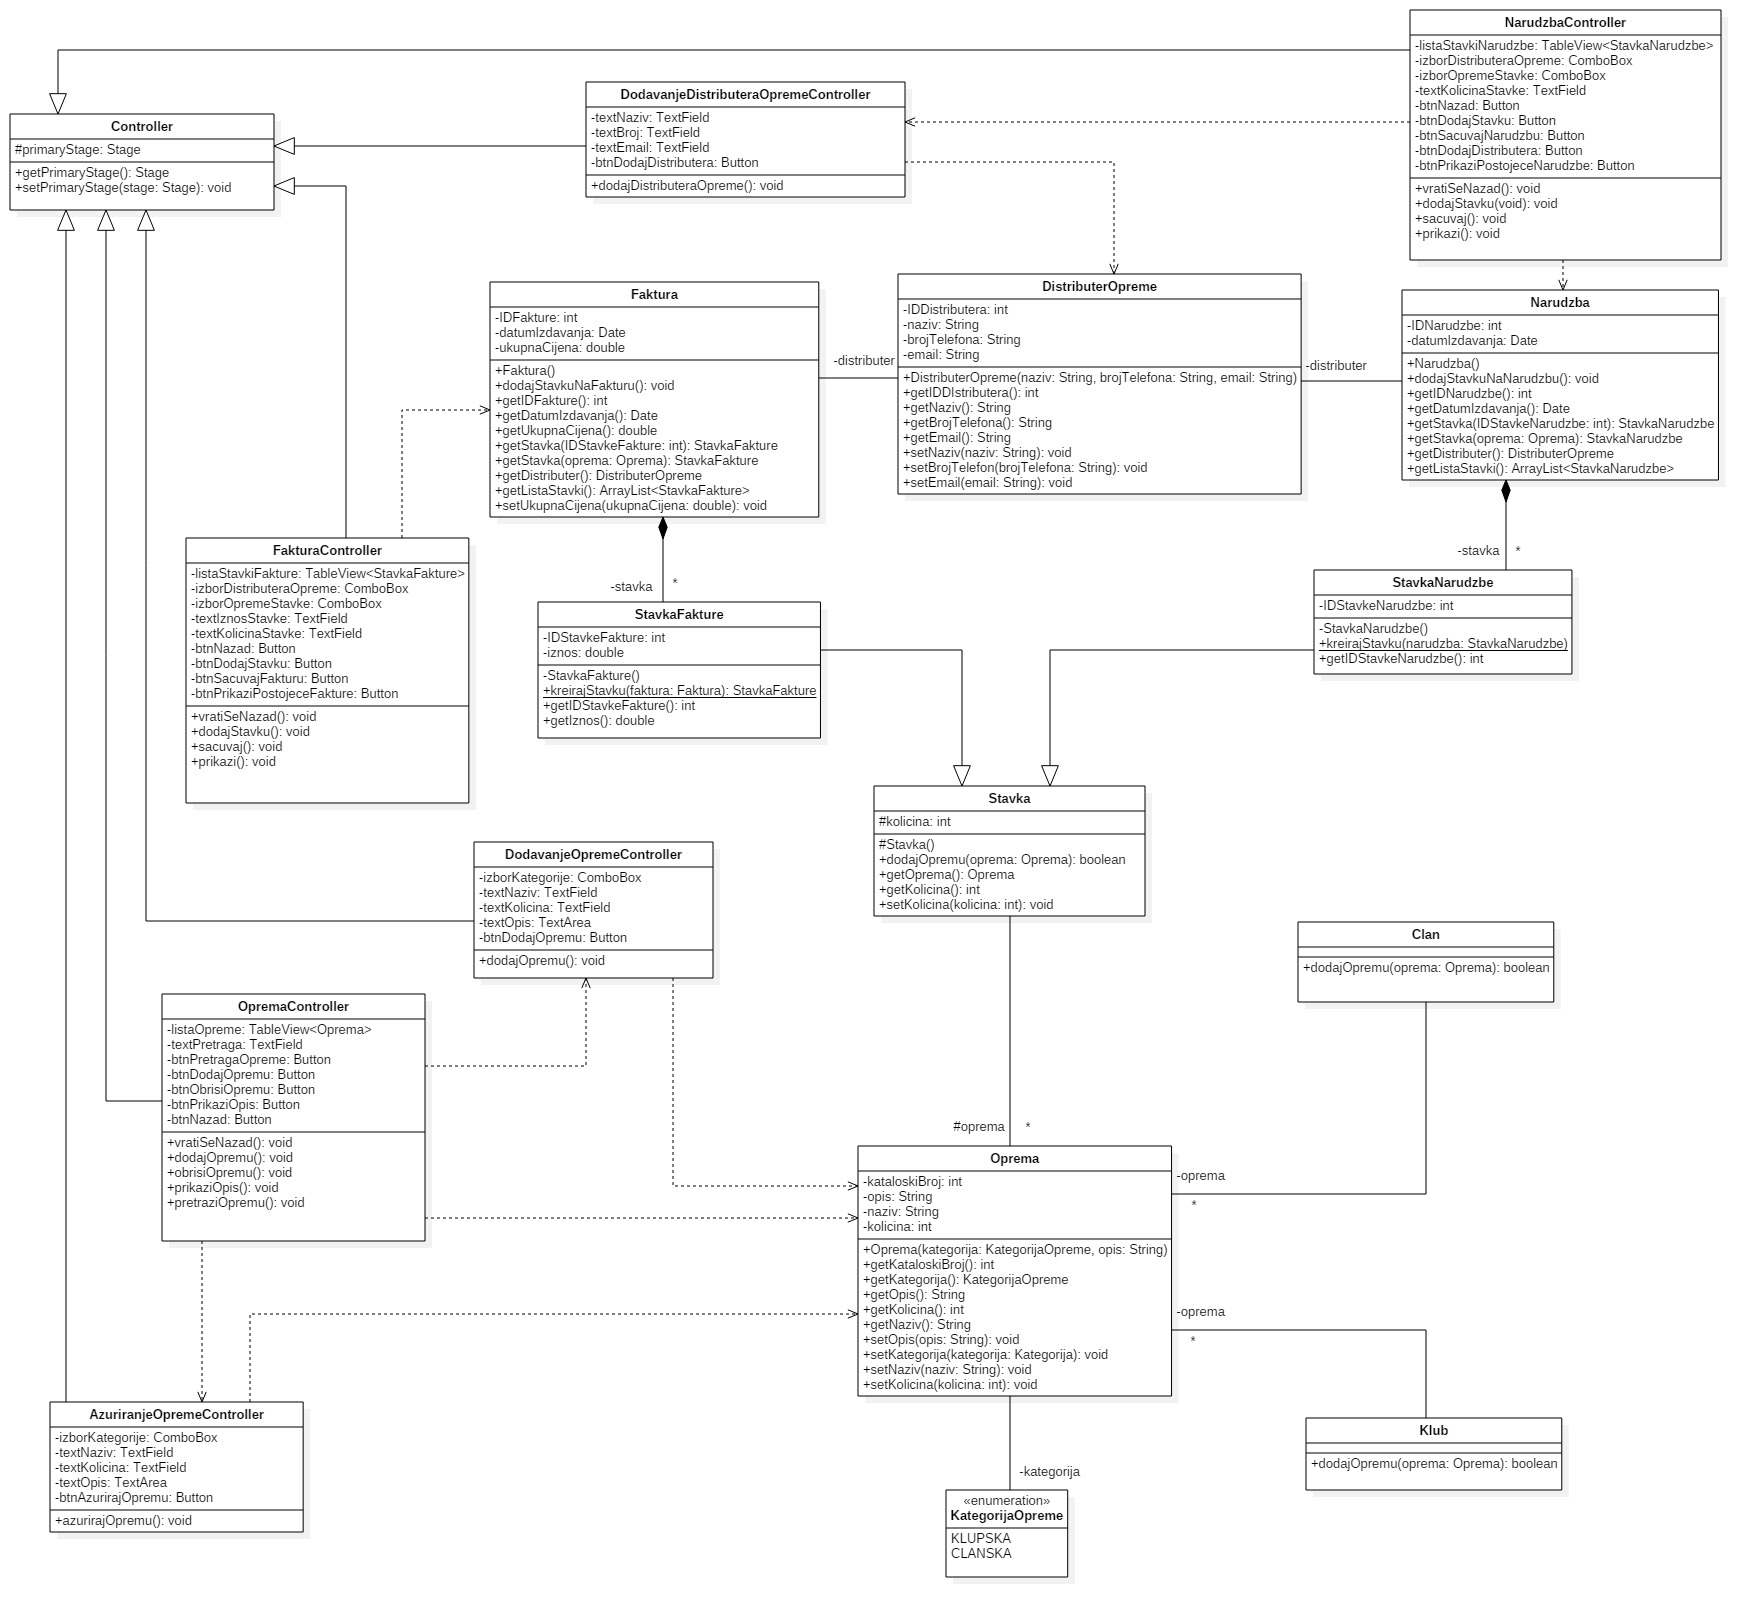 NarudzbaController
-listaStavkiNarudzbe: TableView<StavkaNarudzbe>
-izborDistributeraOpreme: ComboBox
-izborOpremeStavke: ComboBox
-textKolicinaStavke: TextField
-btnNazad: Button
-btnDodajStavku: Button
-btnSacuvajNarudzbu: Button
-btnDodajDistributera: Button
-btnPrikaziPostojeceNarudzbe: Button
+vratiSeNazad(): void
+dodajStavku(void): void
+sacuvaj(): void
+prikazi(): void
DodavanjeDistributeraOpremeController
-textNaziv: TextField
-textBroj: TextField
-textEmail: TextField
-btnDodajDistributera: Button
+dodajDistributeraOpreme(): void
Controller
#primaryStage: Stage
+getPrimaryStage(): Stage
+setPrimaryStage(stage: Stage): void
Faktura
-IDFakture: int
-datumIzdavanja: Date
-ukupnaCijena: double
+Faktura()
+dodajStavkuNaFakturu(): void
+getIDFakture(): int
+getDatumIzdavanja(): Date
+getUkupnaCijena(): double
+getStavka(IDStavkeFakture: int): StavkaFakture
+getStavka(oprema: Oprema): StavkaFakture
+getDistributer(): DistributerOpreme
+getListaStavki(): ArrayList<StavkaFakture>
+setUkupnaCijena(ukupnaCijena: double): void
-distributer
DistributerOpreme
-IDDistributera: int
-naziv: String
-brojTelefona: String
-email: String
+DistributerOpreme(naziv: String, brojTelefona: String, email: String)
+getIDDIstributera(): int
+getNaziv(): String
+getBrojTelefona(): String
+getEmail(): String
+setNaziv(naziv: String): void
+setBrojTelefon(brojTelefona: String): void
+setEmail(email: String): void
-distributer
Narudzba
-IDNarudzbe: int
-datumIzdavanja: Date
+Narudzba()
+dodajStavkuNaNarudzbu(): void
+getIDNarudzbe(): int
+getDatumIzdavanja(): Date
+getStavka(IDStavkeNarudzbe: int): StavkaNarudzbe
+getStavka(oprema: Oprema): StavkaNarudzbe
+getDistributer(): DistributerOpreme
+getListaStavki(): ArrayList<StavkaNarudzbe>
FakturaController
-listaStavkiFakture: TableView<StavkaFakture>
-izborDistributeraOpreme: ComboBox
-izborOpremeStavke: ComboBox
-textIznosStavke: TextField
-textKolicinaStavke: TextField
-btnNazad: Button
-btnDodajStavku: Button
-btnSacuvajFakturu: Button
-btnPrikaziPostojeceFakture: Button
+vratiSeNazad(): void
+dodajStavku(): void
+sacuvaj(): void
+prikazi(): void
-stavka *
StavkaFakture
-IDStavkeFakture: int
-iznos: double
-StavkaFakture()
+kreirajStavku(faktura: Faktura): StavkaFakture
+getIDStavkeFakture(): int
+getIznos(): double
-stavka *
StavkaNarudzbe
-IDStavkeNarudzbe: int
-StavkaNarudzbe()
+kreirajStavku(narudzba: StavkaNarudzbe)
+getIDStavkeNarudzbe(): int
Stavka
#kolicina: int
#Stavka()
+dodajOpremu(oprema: Oprema): boolean
+getOprema(): Oprema
+getKolicina(): int
+setKolicina(kolicina: int): void
DodavanjeOpremeController
-izborKategorije: ComboBox
-textNaziv: TextField
-textKolicina: TextField
-textOpis: TextArea
-btnDodajOpremu: Button
+dodajOpremu(): void
Clan
+dodajOpremu(oprema: Oprema): boolean
OpremaController
-listaOpreme: TableView<Oprema>
-textPretraga: TextField
-btnPretragaOpreme: Button
-btnDodajOpremu: Button
-btnObrisiOpremu: Button
-btnPrikaziOpis: Button
-btnNazad: Button
+vratiSeNazad(): void
+dodajOpremu(): void
+obrisiOpremu(): void
+prikaziOpis(): void
+pretraziOpremu(): void
#oprema *
Oprema
-kataloskiBroj: int
-opis: String
-naziv: String
-kolicina: int
+Oprema(kategorija: KategorijaOpreme, opis: String)
+getKataloskiBroj(): int
+getKategorija(): KategorijaOpreme
+getOpis(): String
+getKolicina(): int
+getNaziv(): String
+setOpis(opis: String): void
+setKategorija(kategorija: Kategorija): void
+setNaziv(naziv: String): void
+setKolicina(kolicina: int): void
-oprema
*
-oprema
*
AzuriranjeOpremeController
-izborKategorije: ComboBox
-textNaziv: TextField
-textKolicina: TextField
-textOpis: TextArea
-btnAzurirajOpremu: Button
+azurirajOpremu(): void
Klub
+dodajOpremu(oprema: Oprema): boolean
-kategorija
«enumeration»
KategorijaOpreme
KLUPSKA
CLANSKA